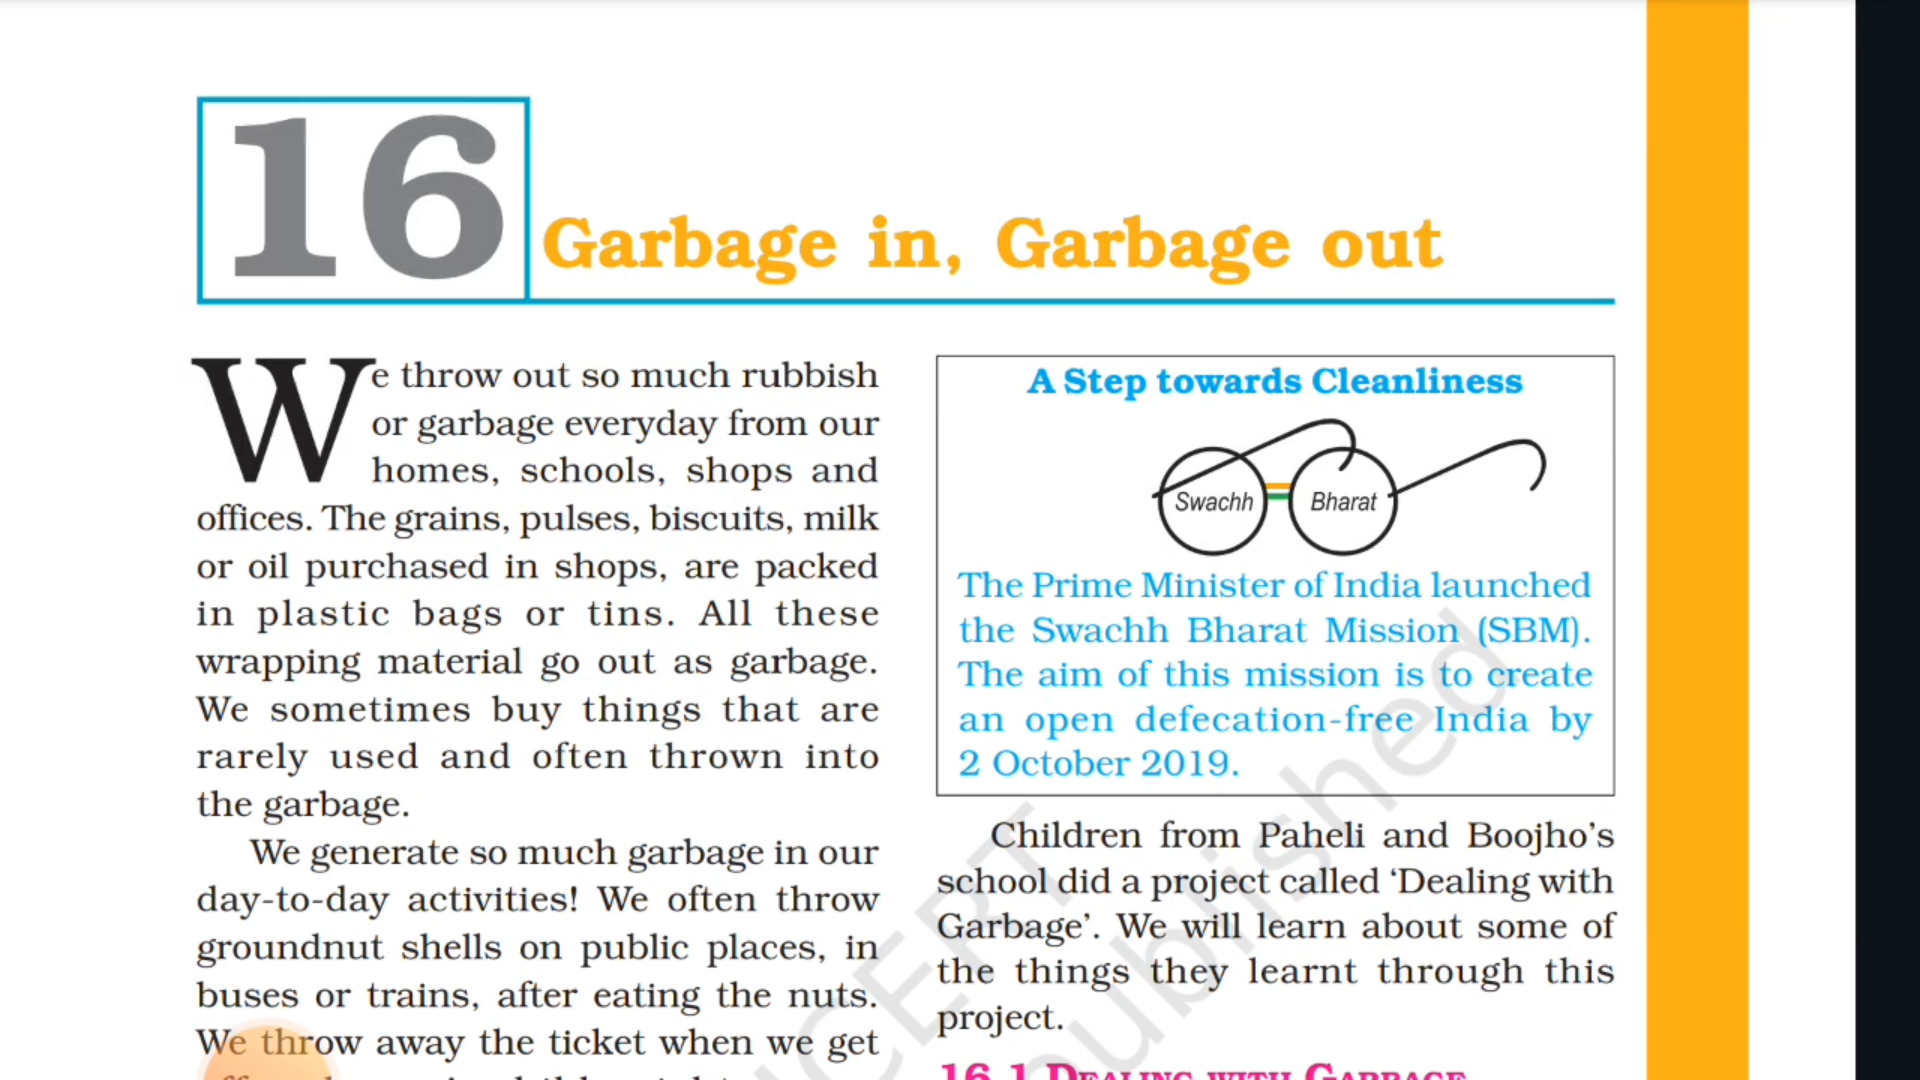 16
Garbage in, Garbage out
We throw out so much rubbish
or garbage everyday from our
homes, schools, shops and
offices. The grains, pulses, biscuits, milk
or oil purchased in shops, are packed
in plastic bags or tins. All these
wrapping material go out as garbage.
We sometimes buy things that are
rarely used and often thrown into
the garbage.
We generate so much garbage in our
day-to-day activities! We often throw
groundnut shells on public places, in
buses or trains, after eating the nuts.
We throw away the ticket when we get
A Step towards Cleanliness
Swachh Bharat
The Prime Minister of India launched
the Swachh Bharat Mission (SBM).
The aim of this mission is to create
an open defecation-free India by
2 October 2019.
Children from Paheli and Boojho's
school did a project called ‘Dealing with
Garbage’. We will learn about some of
the things they learnt through this
project.
16.1 DEALING WITH GARBAGE